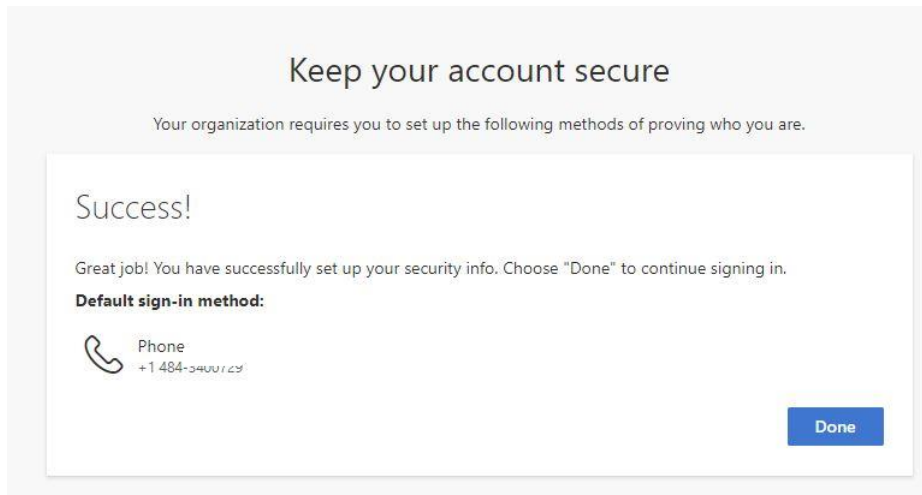 Keep your account secure
Your organization requires you to set up the following methods of proving who you are.
Success!
Great job! You have successfully set up your security info. Choose "Done" to continue signing in.
Default sign-in method:
Phone
+1 484-
Done